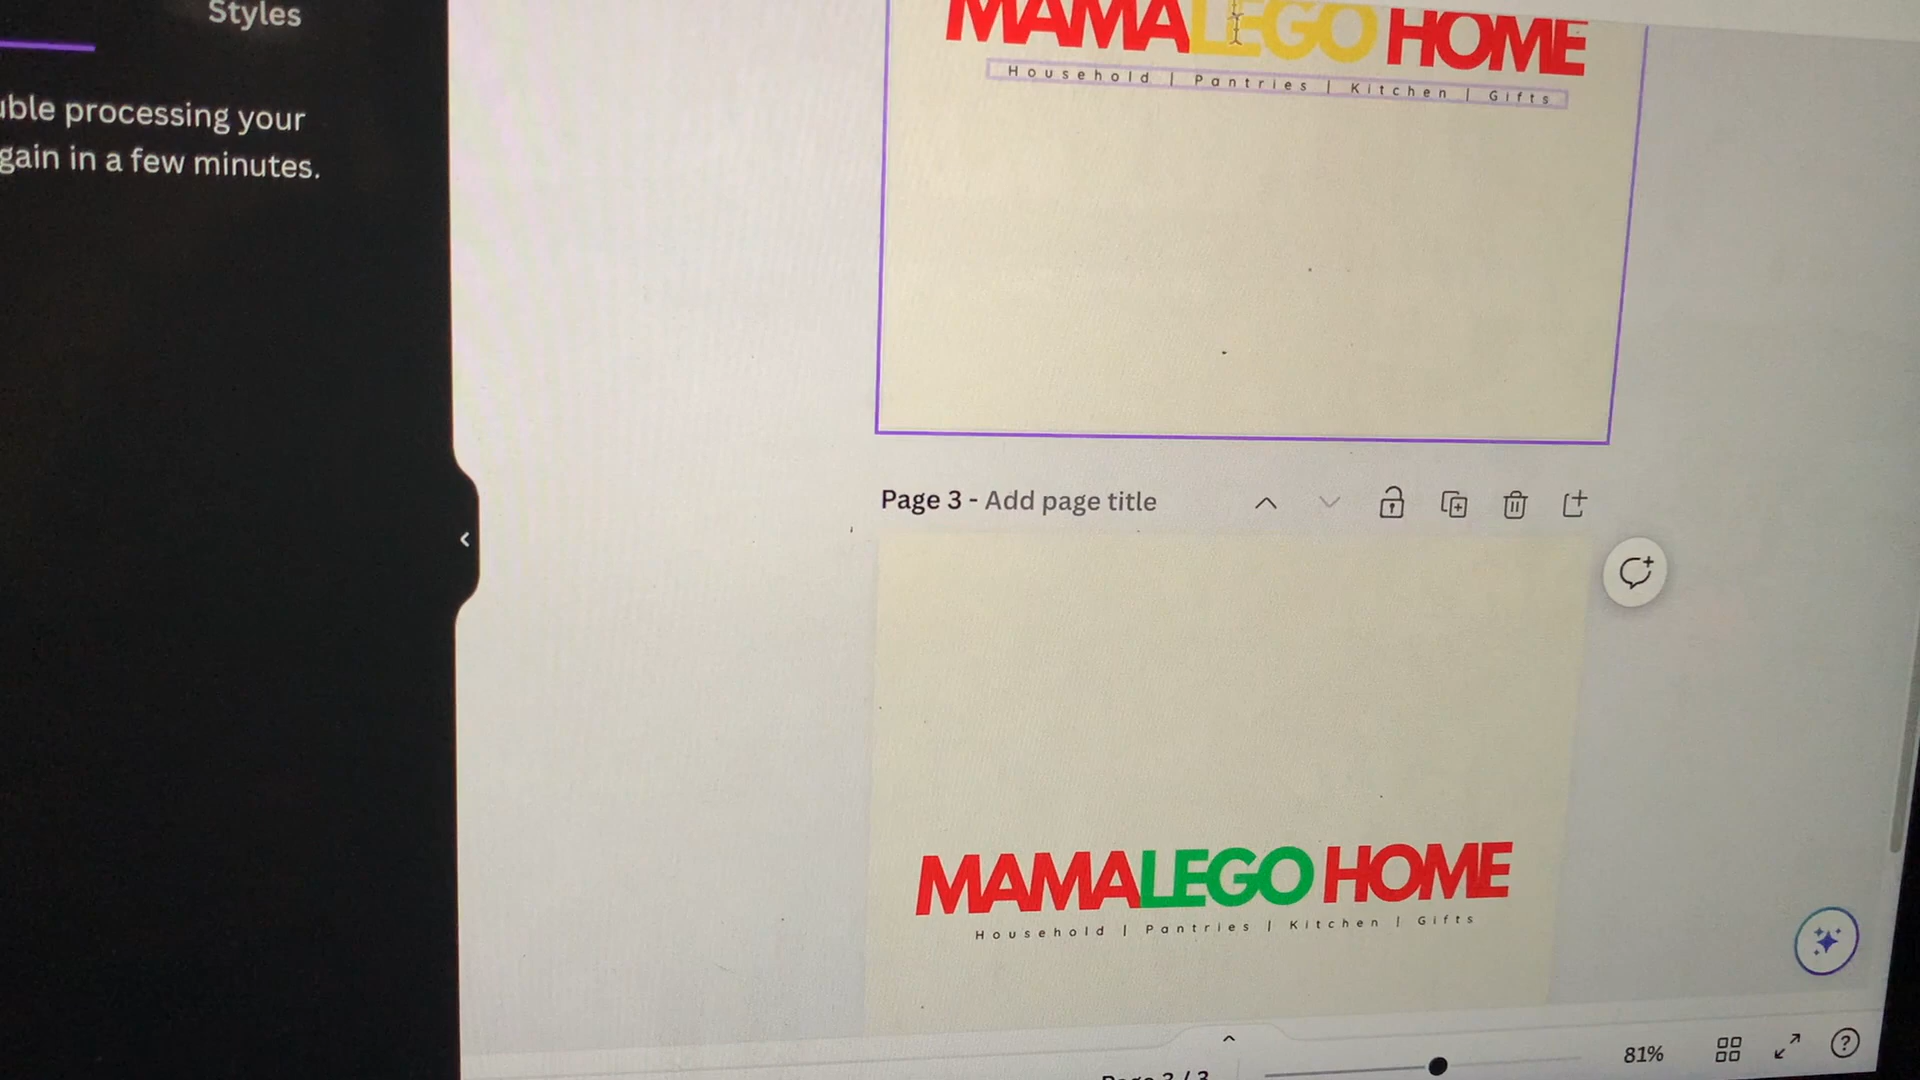 Styles
uble processing your
gain in a few minutes.
MAMALEGO HOME
Household | Pantries | Kitchen | Gifts
Page 3 - Add page title
MAMALEGO HOME
Household | Pantries | Kitchen | Gifts
81%